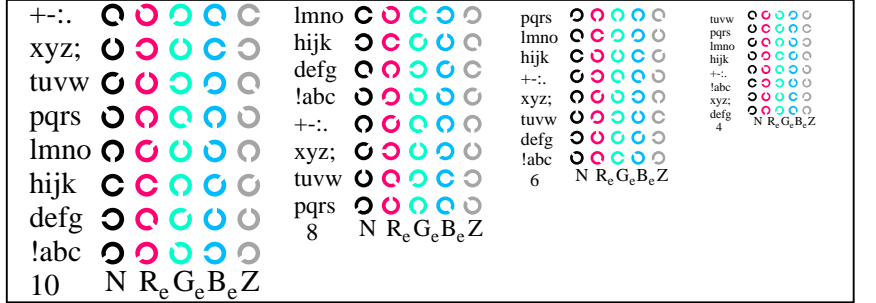 +-:.
xyz;
tuvw
pqrs
lmno
hijk
defg
!abc
10 N ReGeBeZ
lmno
hijk
defg
!abc
+-:.
xyz;
tuvw
pqrs
8 N ReGeBeZ
pqrs
lmno
hijk
+-:.
xyz;
tuvw
defg
!abc
6 N ReGeBeZ
tuvw
pqrs
lmno
hijk
+-:.
!abc
xyz;
defg
4 N ReGeBeZ